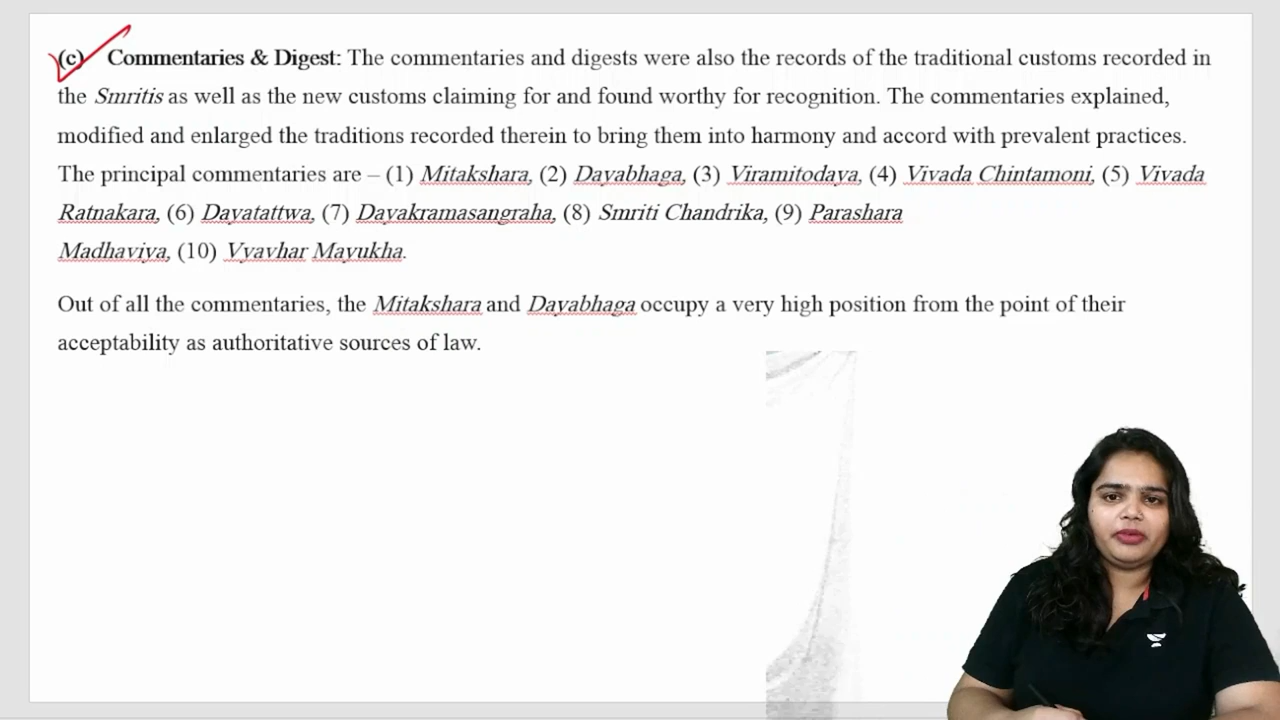 (c) Commentaries & Digest: The commentaries and digests were also the records of the traditional customs recorded in
the Smritis as well as the new customs claiming for and found worthy for recognition. The commentaries explained,
modified and enlarged the traditions recorded therein to bring them into harmony and accord with prevalent practices.
The principal commentaries are – (1) Mitakshara, (2) Dayabhaga, (3) Viramitodaya, (4) Vivada Chintamoni, (5) Vivada
Ratnakara, (6) Dayatattwa, (7) Dayakramasangraha, (8) Smriti Chandrika, (9) Parashara
Madhaviya, (10) Vyavhar Mayukha.
Out of all the commentaries, the Mitakshara and Dayabhaga occupy a very high position from the point of their
acceptability as authoritative sources of law.